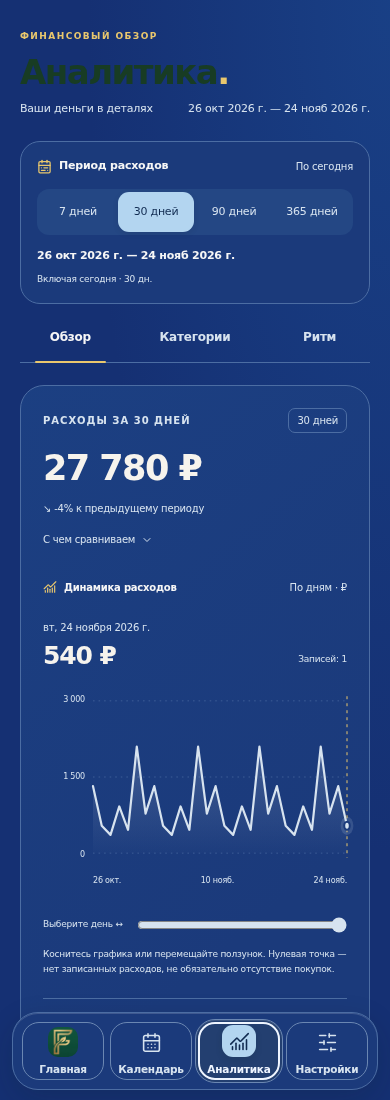 ФИНАНСОВЫЙ ОБЗОР
Аналитика.
Ваши деньги в деталях 26 окт 2026 г. — 24 нояб 2026 г.
Период расходов По сегодня
7 дней 30 дней 90 дней 365 дней
26 окт 2026 г. — 24 нояб 2026 г.
Включая сегодня · 30 дн.
Обзор Категории Ритм
РАСХОДЫ ЗА 30 ДНЕЙ 30 дней
27 780 ₽
↘ -4% к предыдущему периоду
С чем сравниваем
Динамика расходов По дням · ₽
вт, 24 ноября 2026 г.
540 ₽ Записей: 1
3 000
1 500
0
26 окт. 10 нояб. 24 нояб.
Выберите день ↔
Коснитесь графика или перемещайте ползунок. Нулевая точка —
нет записанных расходов, не обязательно отсутствие покупок.
Главная Календарь Аналитика Настройки